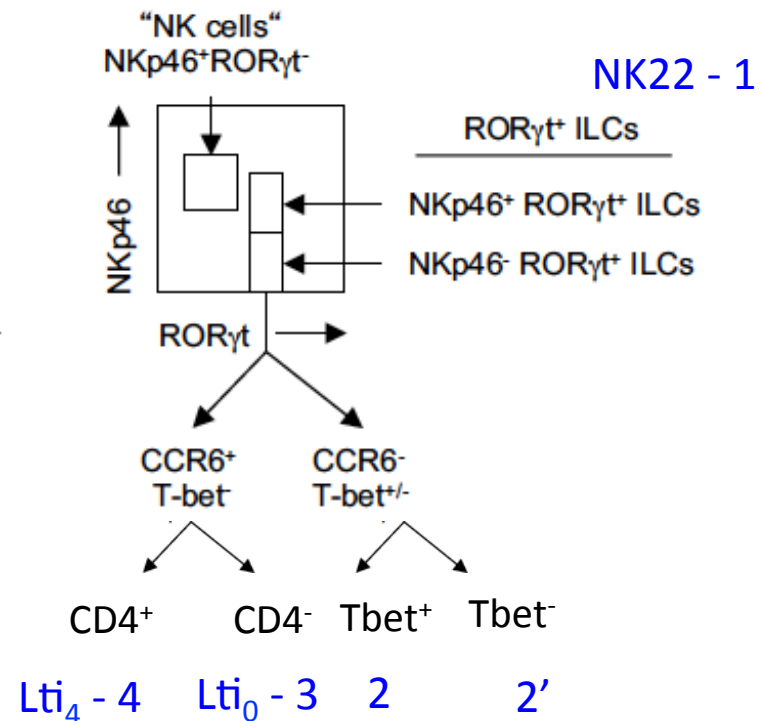 "NK cells"
NKp46⁺RORγt⁻
NK22 - 1
RORγt⁺ ILCs
NKp46
NKp46⁺ RORγt⁺ ILCs
NKp46⁻ RORγt⁺ ILCs
RORγt
CCR6⁺ CCR6⁻
T-bet⁻ T-bet⁺/⁻
CD4⁺ CD4⁻ Tbet⁺ Tbet⁻
Lti₄ - 4 Lti₀ - 3 2 2’